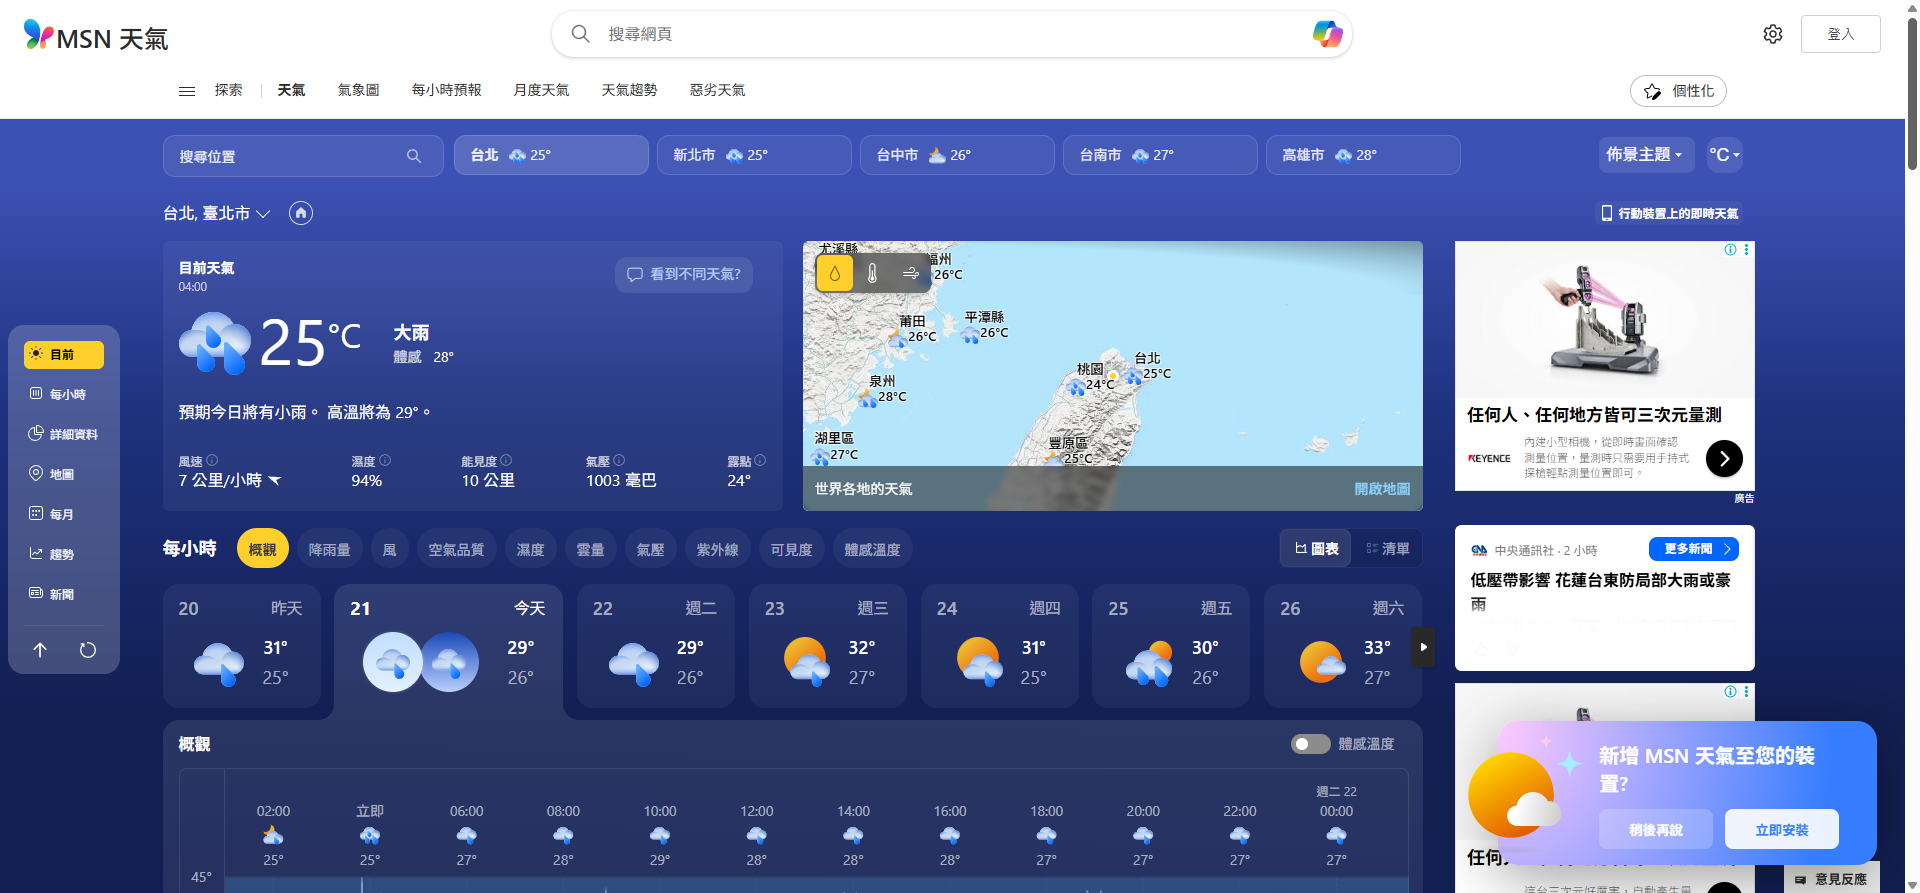 MSN 天氣
搜尋網頁
登入
探索
天氣
氣象圖
每小時預報
月度天氣
天氣趨勢
惡劣天氣
個性化
搜尋位置
台北 25°
新北市 25°
台中市 26°
台南市 27°
高雄市 28°
佈景主題
°C
台北, 臺北市
行動裝置上的即時天氣
目前
每小時
詳細資料
地圖
每月
趨勢
新聞
目前天氣
04:00
看到不同天氣?
25°C
大雨
體感 28°
預期今日將有小雨。 高溫將為 29°。
風速
7 公里/小時
濕度
94%
能見度
10 公里
氣壓
1003 毫巴
露點
24°
尤溪縣
福州
26°C
莆田
26°C
平潭縣
26°C
泉州
28°C
湖里區
27°C
台北
25°C
桃園
24°C
豐原區
25°C
世界各地的天氣
開啟地圖
任何人、任何地方皆可三次元量測
KEYENCE
內建小型相機，從即時畫面確認
測量位置，量測時只需要用手持式
探槍輕點測量位置即可。
廣告
每小時
概觀
降雨量
風
空氣品質
濕度
雲量
氣壓
紫外線
可見度
體感溫度
圖表
清單
20 昨天
31°
25°
21 今天
29°
26°
22 週二
29°
26°
23 週三
32°
27°
24 週四
31°
25°
25 週五
30°
26°
26 週六
33°
27°
中央通訊社 · 2 小時
更多新聞
低壓帶影響 花蓮台東防局部大雨或豪
雨
概觀
體感溫度
週二 22
02:00 立即 06:00 08:00 10:00 12:00 14:00 16:00 18:00 20:00 22:00 00:00
25° 25° 27° 28° 29° 28° 28° 28° 27° 27° 27° 27°
45°
新增 MSN 天氣至您的裝
置?
稍後再說
立即安裝
任何
意見反應